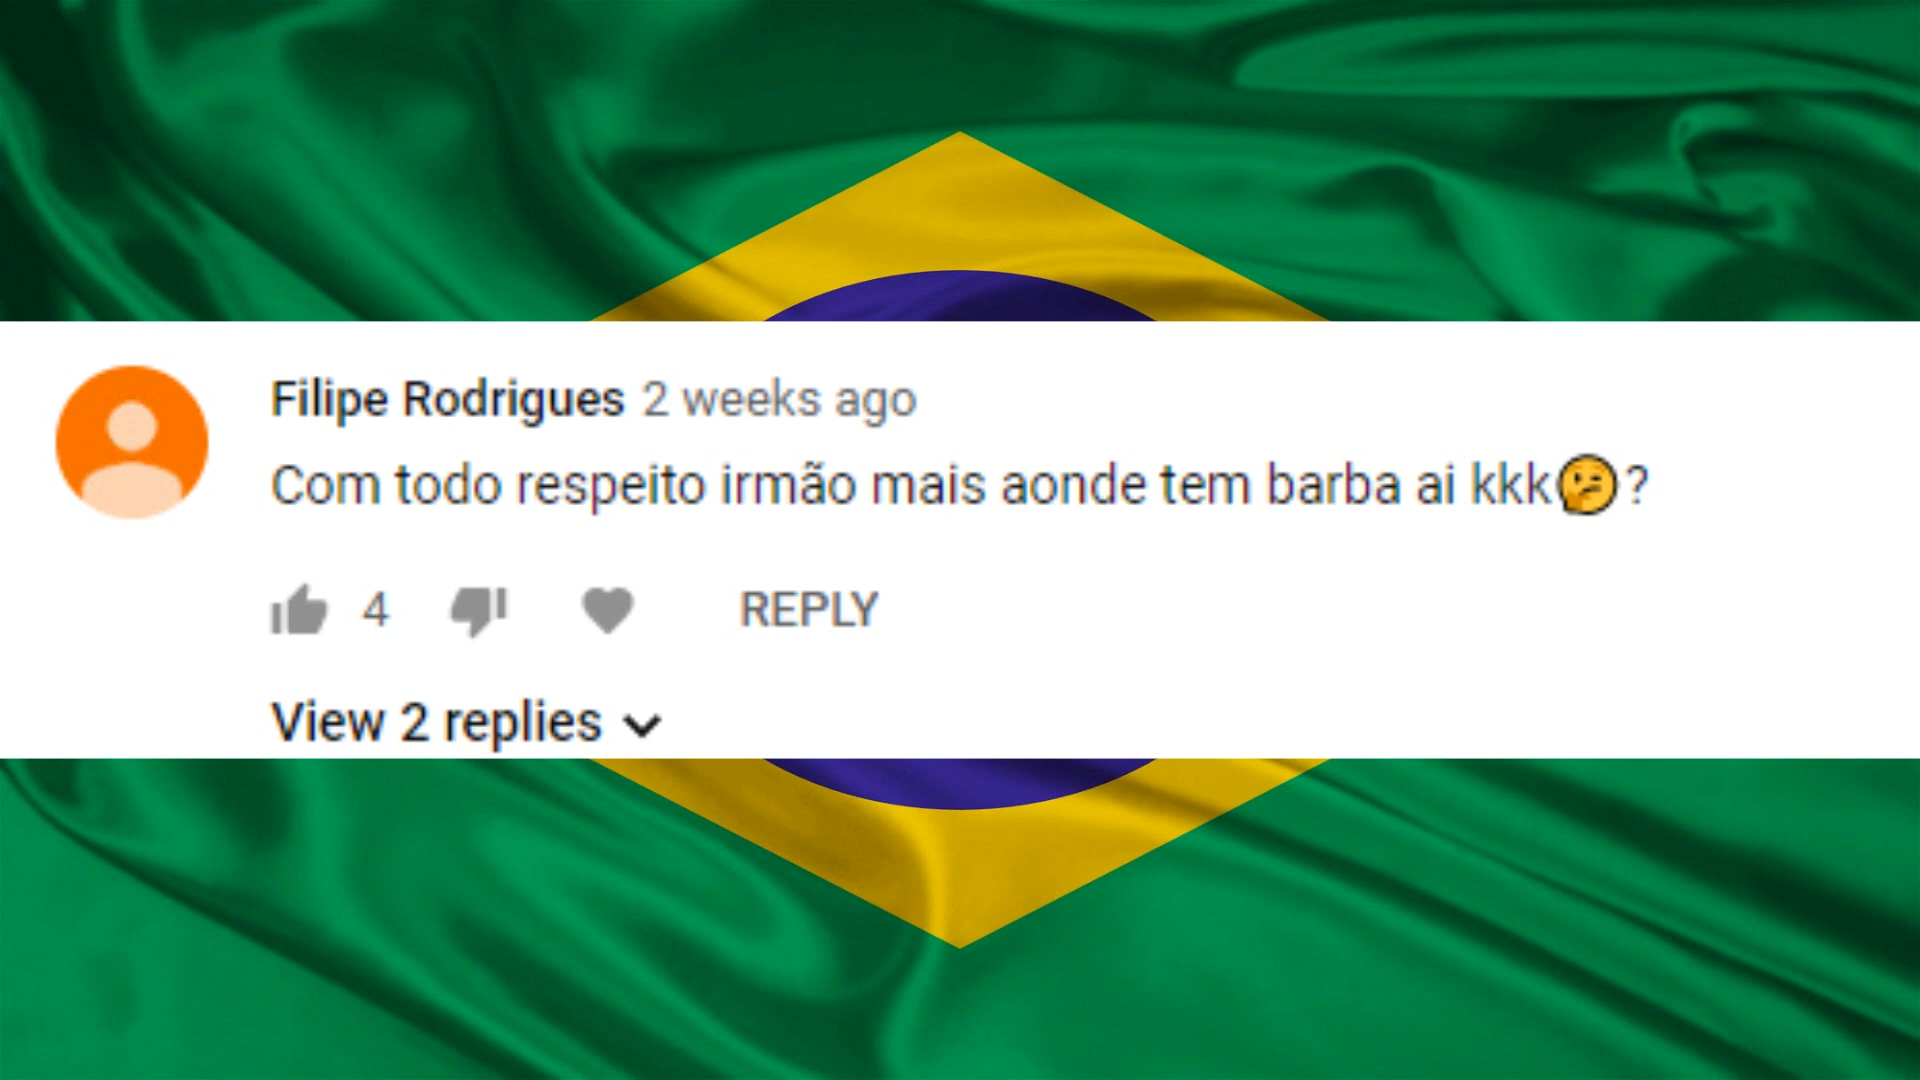 Filipe Rodrigues 2 weeks ago
Com todo respeito irmão mais aonde tem barba ai kkk🤔?
4 REPLY
View 2 replies